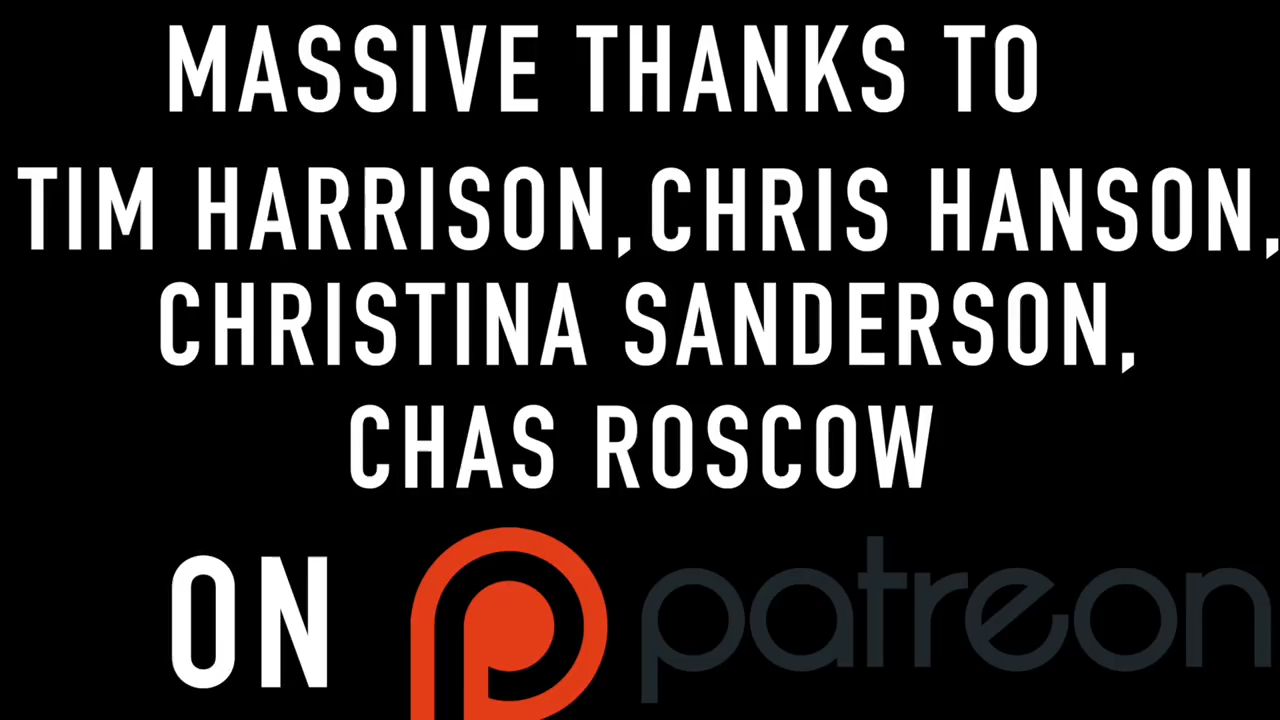 MASSIVE THANKS TO
TIM HARRISON, CHRIS HANSON,
CHRISTINA SANDERSON,
CHAS ROSCOW
ON patreon